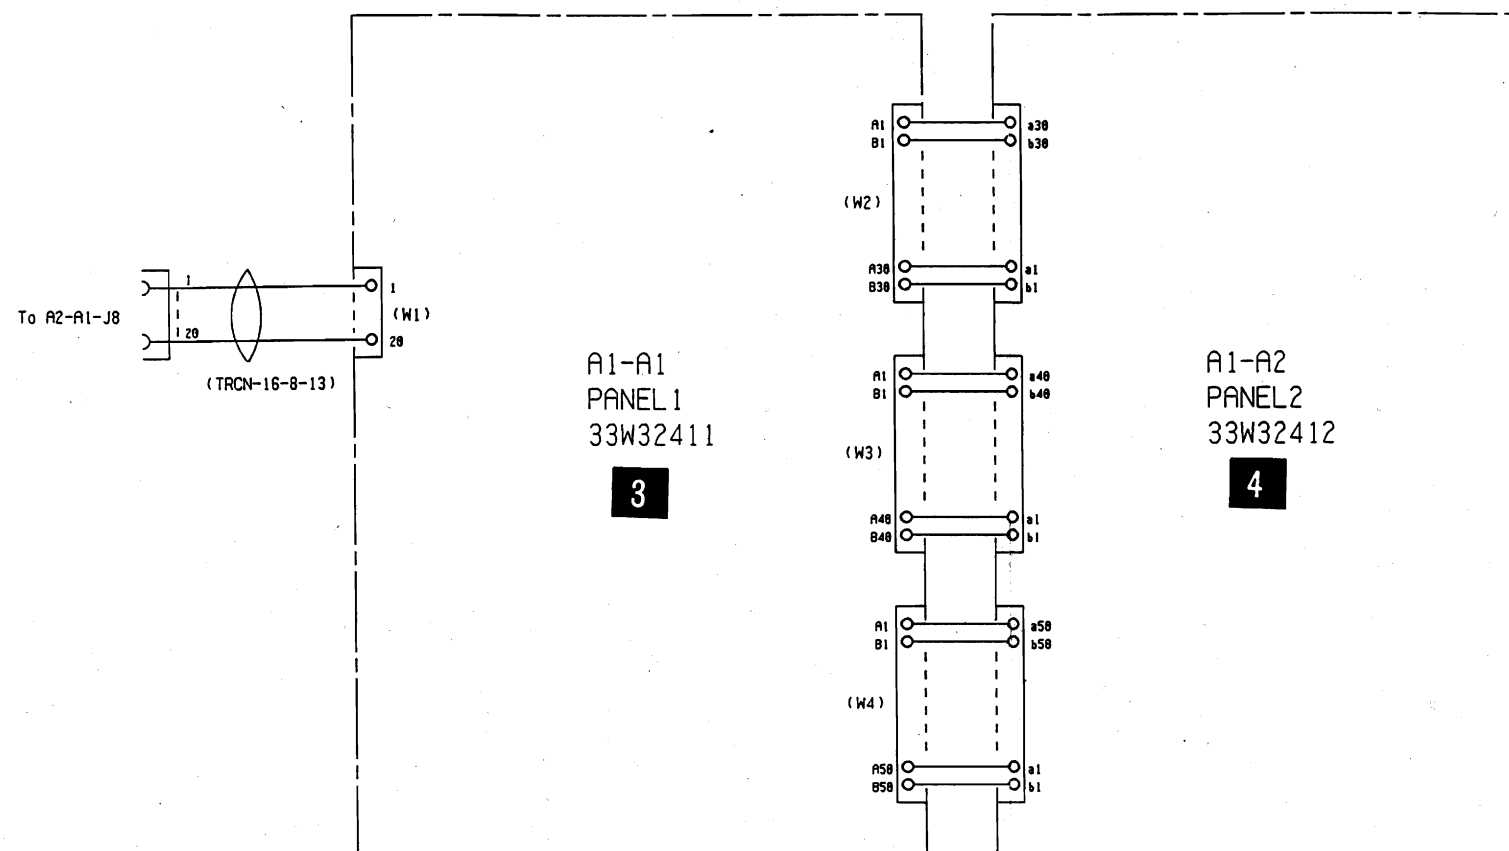 A1
B1
a30
b30
(W2)
A30
B30
a1
b1
To A2-A1-J8
1
20
1
(W1)
20
(TRCN-16-8-13)
A1-A1
PANEL1
33W32411
3
A1
B1
a40
b40
(W3)
A40
B40
a1
b1
A1-A2
PANEL2
33W32412
4
A1
B1
a50
b50
(W4)
A50
B50
a1
b1